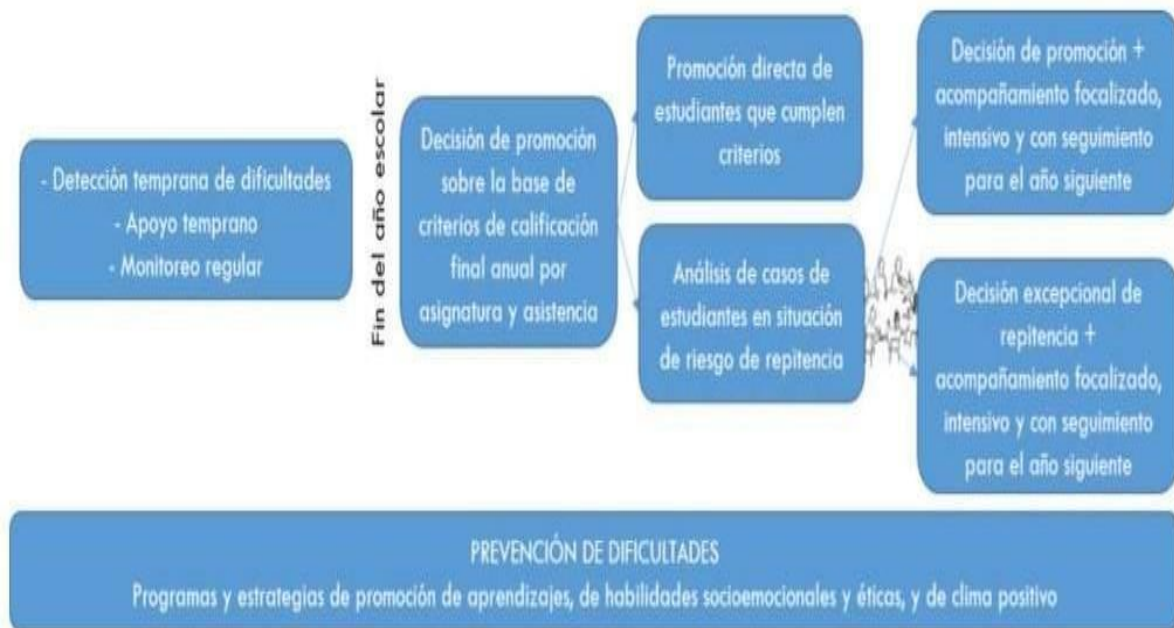 - Detección temprana de dificultades
- Apoyo temprano
- Monitoreo regular
Fin del año escolar
Decisión de promoción
sobre la base de
criterios de calificación
final anual por
asignatura y asistencia
Promoción directa de
estudiantes que cumplen
criterios
Análisis de casos de
estudiantes en situación
de riesgo de repitencia
Decisión de promoción +
acompañamiento focalizado,
intensivo y con seguimiento
para el año siguiente
Decisión excepcional de
repitencia +
acompañamiento focalizado,
intensivo y con seguimiento
para el año siguiente
PREVENCIÓN DE DIFICULTADES
Programas y estrategias de promoción de aprendizajes, de habilidades socioemocionales y éticas, y de clima positivo